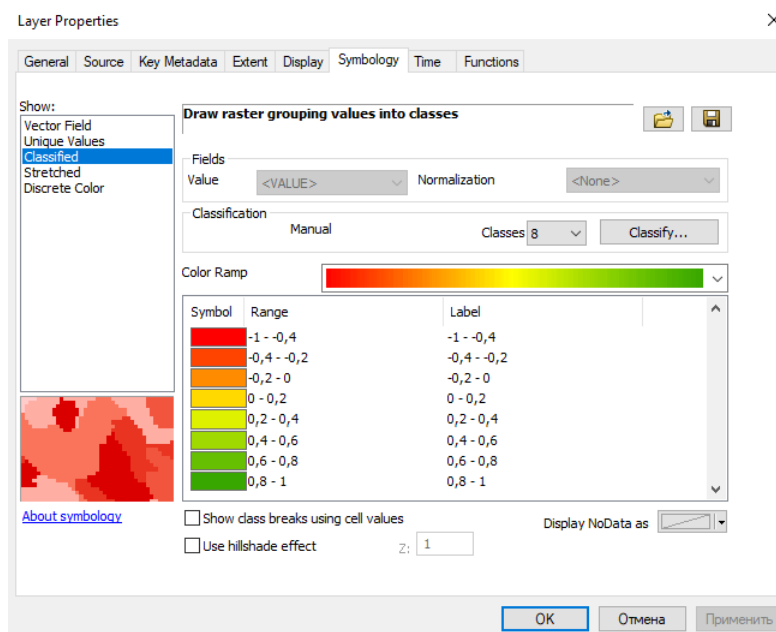 Layer Properties
General Source Key Metadata Extent Display Symbology Time Functions
Show:
Vector Field
Unique Values
Classified
Stretched
Discrete Color
About symbology
Draw raster grouping values into classes
Fields
Value <VALUE> Normalization <None>
Classification
Manual Classes 8 Classify...
Color Ramp
Symbol Range Label
-1 - -0,4 -1 - -0,4
-0,4 - -0,2 -0,4 - -0,2
-0,2 - 0 -0,2 - 0
0 - 0,2 0 - 0,2
0,2 - 0,4 0,2 - 0,4
0,4 - 0,6 0,4 - 0,6
0,6 - 0,8 0,6 - 0,8
0,8 - 1 0,8 - 1
Show class breaks using cell values Display NoData as
Use hillshade effect Z: 1
OK Отмена Применить